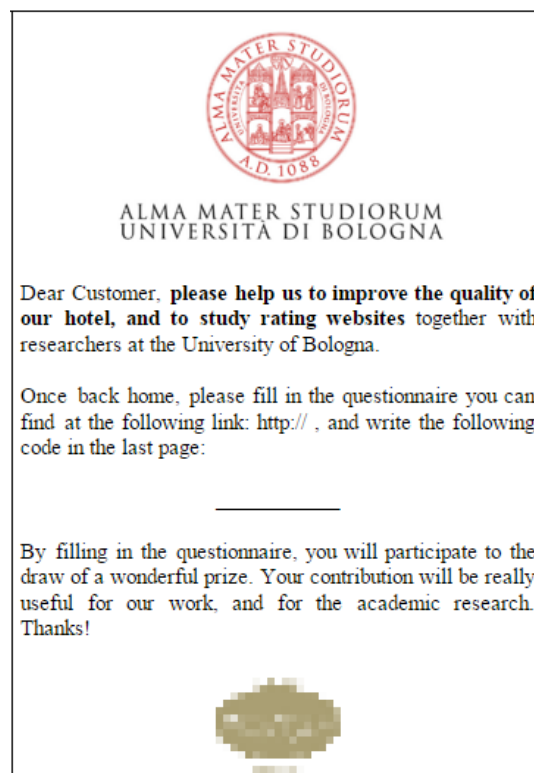 ALMA MATER STUDIORUM
UNIVERSITÀ DI BOLOGNA
A.D. 1088
ALMA MATER STUDIORUM
UNIVERSITÀ DI BOLOGNA
Dear Customer, please help us to improve the quality of
our hotel, and to study rating websites together with
researchers at the University of Bologna.
Once back home, please fill in the questionnaire you can
find at the following link: http:// , and write the following
code in the last page:
By filling in the questionnaire, you will participate to the
draw of a wonderful prize. Your contribution will be really
useful for our work, and for the academic research.
Thanks!